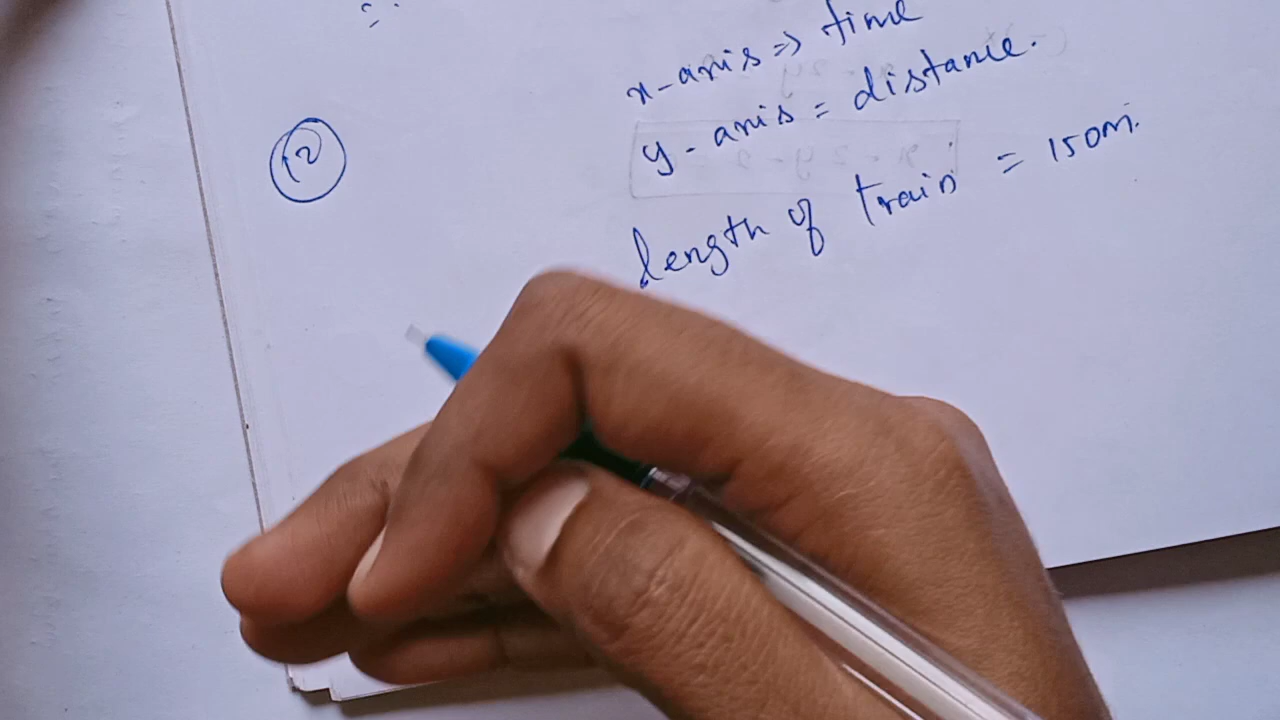 x-axis => time
y-axis = distance.
(12)
length of train = 150m.